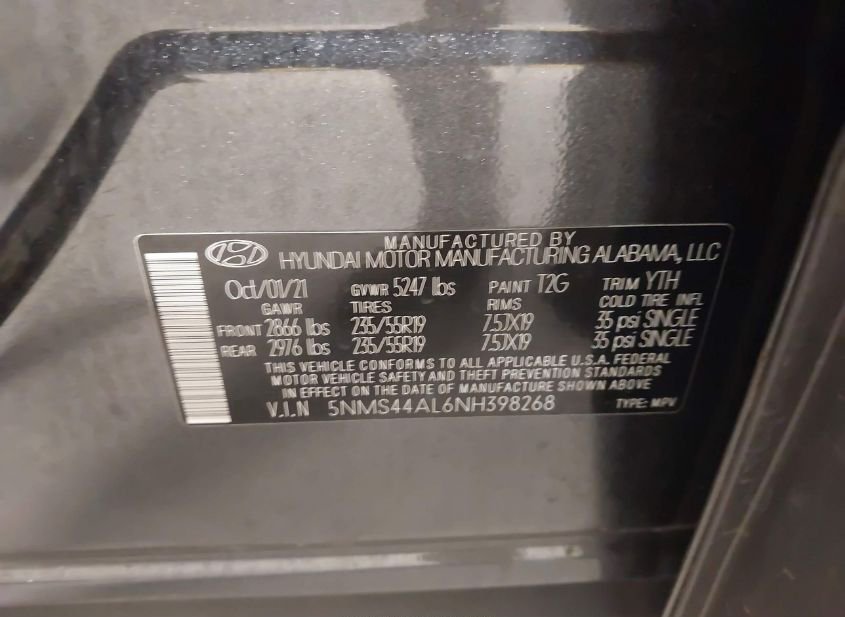 MANUFACTURED BY
HYUNDAI MOTOR MANUFACTURING ALABAMA, LLC
Oct/01/21 GVWR 5247 lbs PAINT T2G TRIM YTH
GAWR TIRES RIMS COLD TIRE INFL
FRONT 2866 lbs 235/55R19 7.5JX19 35 psi SINGLE
REAR 2976 lbs 235/55R19 7.5JX19 35 psi SINGLE
THIS VEHICLE CONFORMS TO ALL APPLICABLE U.S.A. FEDERAL
MOTOR VEHICLE SAFETY AND THEFT PREVENTION STANDARDS
IN EFFECT ON THE DATE OF MANUFACTURE SHOWN ABOVE
V.I.N 5NMS44AL6NH398268 TYPE: MPV